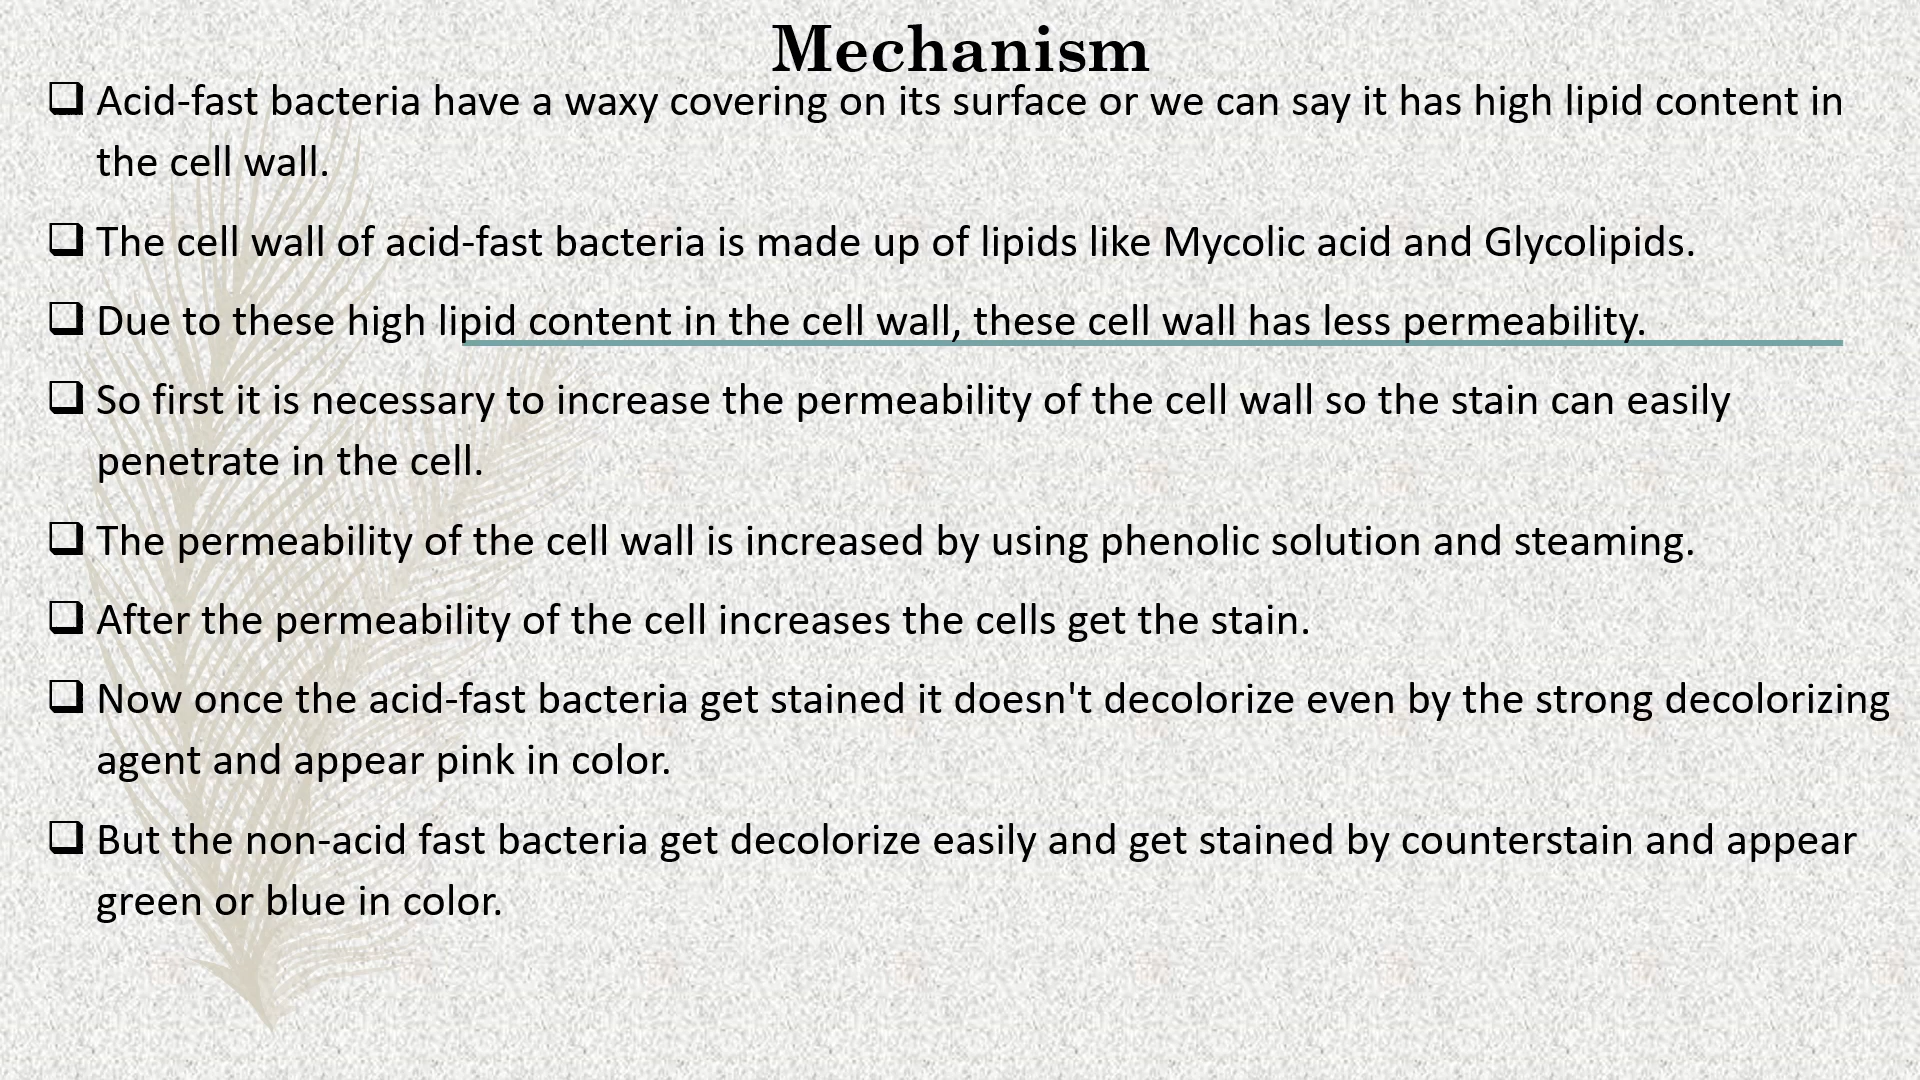 Mechanism
❑ Acid-fast bacteria have a waxy covering on its surface or we can say it has high lipid content in
the cell wall.
❑ The cell wall of acid-fast bacteria is made up of lipids like Mycolic acid and Glycolipids.
❑ Due to these high lipid content in the cell wall, these cell wall has less permeability.
❑ So first it is necessary to increase the permeability of the cell wall so the stain can easily
penetrate in the cell.
❑ The permeability of the cell wall is increased by using phenolic solution and steaming.
❑ After the permeability of the cell increases the cells get the stain.
❑ Now once the acid-fast bacteria get stained it doesn't decolorize even by the strong decolorizing
agent and appear pink in color.
❑ But the non-acid fast bacteria get decolorize easily and get stained by counterstain and appear
green or blue in color.